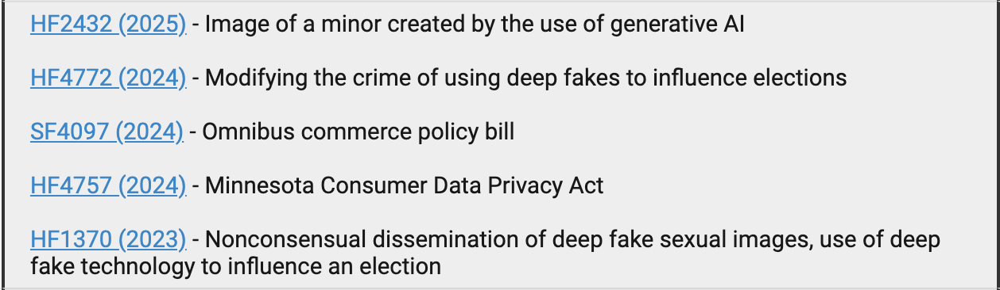 HF2432 (2025) - Image of a minor created by the use of generative AI
HF4772 (2024) - Modifying the crime of using deep fakes to influence elections
SF4097 (2024) - Omnibus commerce policy bill
HF4757 (2024) - Minnesota Consumer Data Privacy Act
HF1370 (2023) - Nonconsensual dissemination of deep fake sexual images, use of deep
fake technology to influence an election